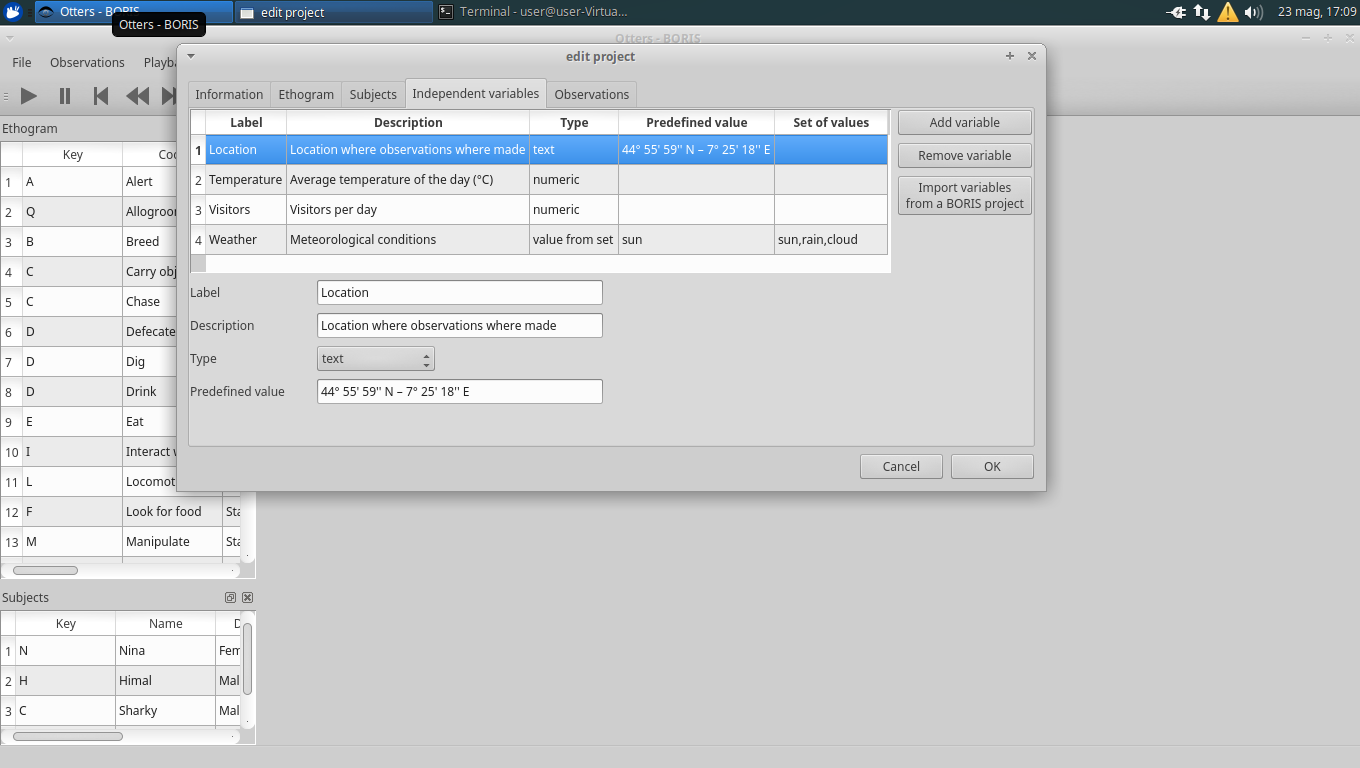 Otters - BORIS
edit project
Terminal - user@user-Virtua...
23 mag, 17:09
Otters - BORIS
Otters - BORIS
File
Observations
Playba
edit project
Information
Ethogram
Subjects
Independent variables
Observations
Label Description Type Predefined value Set of values
1 Location Location where observations where made text 44° 55' 59'' N – 7° 25' 18'' E
2 Temperature Average temperature of the day (°C) numeric
3 Visitors Visitors per day numeric
4 Weather Meteorological conditions value from set sun sun,rain,cloud
Add variable
Remove variable
Import variables
from a BORIS project
Label Location
Description Location where observations where made
Type text
Predefined value 44° 55' 59'' N – 7° 25' 18'' E
Cancel
OK
Ethogram
Key Coc
1 A Alert
2 Q Allogroor
3 B Breed
4 C Carry obj
5 C Chase
6 D Defecate
7 D Dig
8 D Drink
9 E Eat
10 I Interact w
11 L Locomot
12 F Look for food Sta
13 M Manipulate Sta
Subjects
Key Name D
1 N Nina Fem
2 H Himal Mal
3 C Sharky Mal